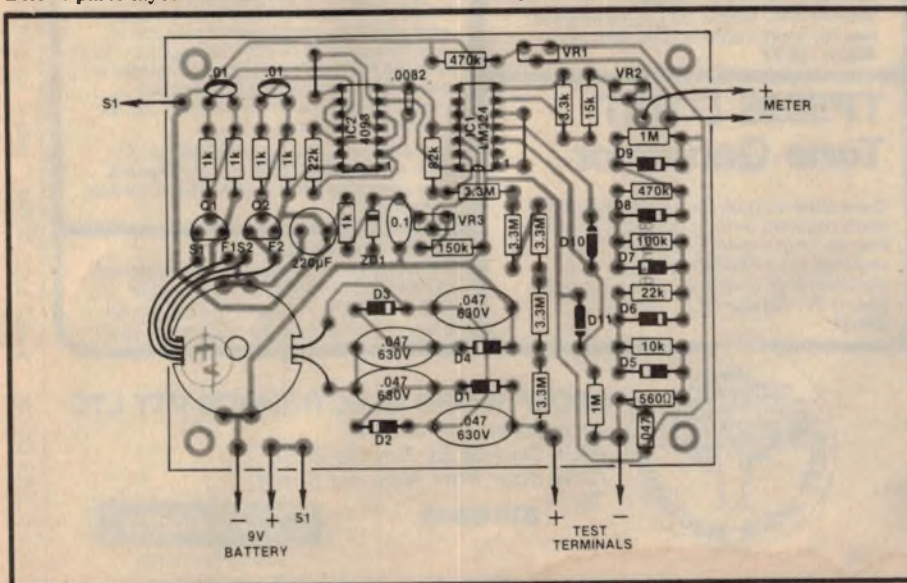 .01 .01 .0082 470k VR1
S1
IC2 4093 IC1 LM324 3.3k 15k VR2
+ METER −
1k 1k 1k 1k 22k 1M
D9
3.3M 470k
Q1 Q2 1k 0.1 VR3 3.3M 3.3M D8
S1 F1 S2 F2 220µF ZD1 150k D10 100k
D7
D3 .047 630V 3.3M 22k
D11 D6
.047 630V D4 10k
.047 630V D1 3.3M 1M D5
560Ω
D2 .047 630V .047
− + S1 + −
9V BATTERY TEST TERMINALS